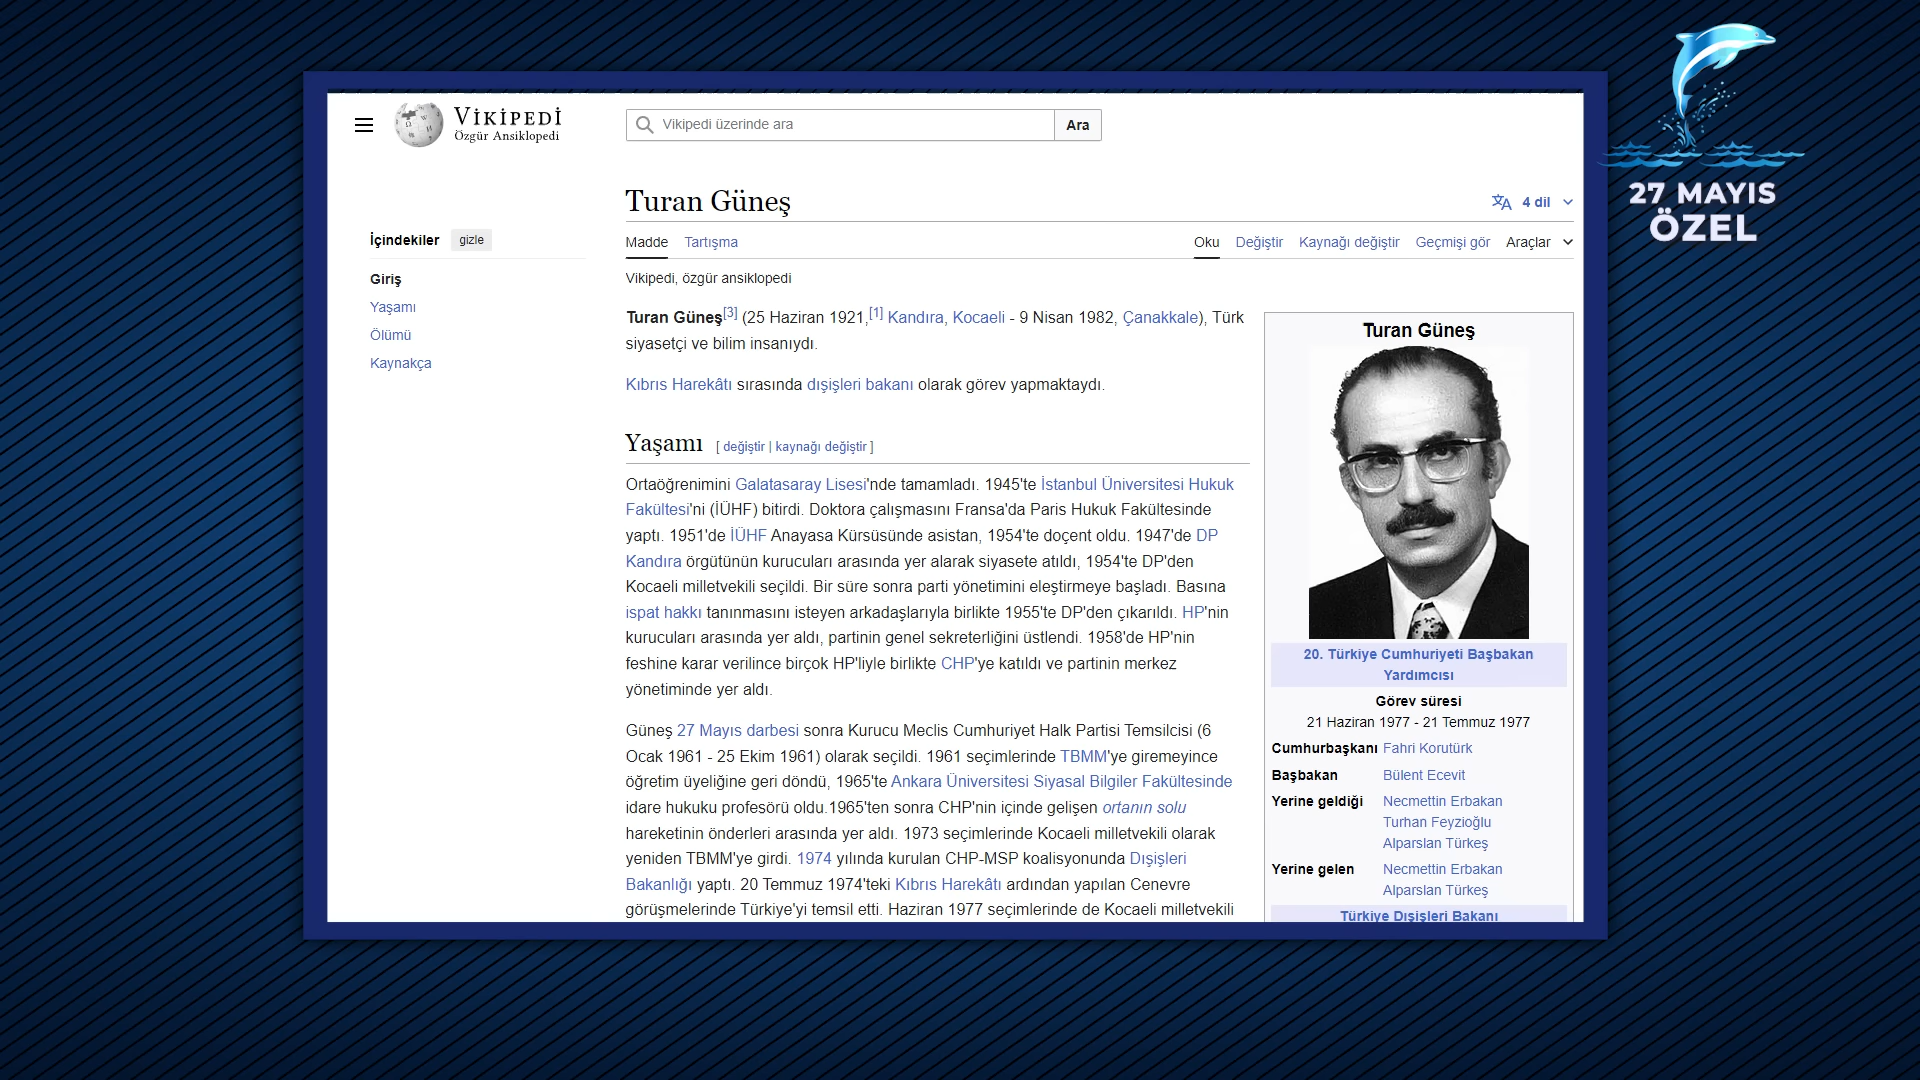 VİKİPEDİ
Özgür Ansiklopedi
Vikipedi üzerinde ara
Ara
27 MAYIS
ÖZEL
Turan Güneş
4 dil
İçindekiler gizle
Giriş
Yaşamı
Ölümü
Kaynakça
Madde Tartışma
Oku Değiştir Kaynağı değiştir Geçmişi gör Araçlar
Vikipedi, özgür ansiklopedi
Turan Güneş[3] (25 Haziran 1921,[1] Kandıra, Kocaeli - 9 Nisan 1982, Çanakkale), Türk
siyasetçi ve bilim insanıydı.
Kıbrıs Harekâtı sırasında dışişleri bakanı olarak görev yapmaktaydı.
Yaşamı [ değiştir | kaynağı değiştir ]
Ortaöğrenimini Galatasaray Lisesi'nde tamamladı. 1945'te İstanbul Üniversitesi Hukuk
Fakültesi'ni (İÜHF) bitirdi. Doktora çalışmasını Fransa'da Paris Hukuk Fakültesinde
yaptı. 1951'de İÜHF Anayasa Kürsüsünde asistan, 1954'te doçent oldu. 1947'de DP
Kandıra örgütünün kurucuları arasında yer alarak siyasete atıldı, 1954'te DP'den
Kocaeli milletvekili seçildi. Bir süre sonra parti yönetimini eleştirmeye başladı. Basına
ispat hakkı tanınmasını isteyen arkadaşlarıyla birlikte 1955'te DP'den çıkarıldı. HP'nin
kurucuları arasında yer aldı, partinin genel sekreterliğini üstlendi. 1958'de HP'nin
feshine karar verilince birçok HP'liyle birlikte CHP'ye katıldı ve partinin merkez
yönetiminde yer aldı.
Güneş 27 Mayıs darbesi sonra Kurucu Meclis Cumhuriyet Halk Partisi Temsilcisi (6
Ocak 1961 - 25 Ekim 1961) olarak seçildi. 1961 seçimlerinde TBMM'ye giremeyince
öğretim üyeliğine geri döndü, 1965'te Ankara Üniversitesi Siyasal Bilgiler Fakültesinde
idare hukuku profesörü oldu.1965'ten sonra CHP'nin içinde gelişen ortanın solu
hareketinin önderleri arasında yer aldı. 1973 seçimlerinde Kocaeli milletvekili olarak
yeniden TBMM'ye girdi. 1974 yılında kurulan CHP-MSP koalisyonunda Dışişleri
Bakanlığı yaptı. 20 Temmuz 1974'teki Kıbrıs Harekâtı ardından yapılan Cenevre
görüşmelerinde Türkiye'yi temsil etti. Haziran 1977 seçimlerinde de Kocaeli milletvekili
Turan Güneş
20. Türkiye Cumhuriyeti Başbakan
Yardımcısı
Görev süresi
21 Haziran 1977 - 21 Temmuz 1977
Cumhurbaşkanı Fahri Korutürk
Başbakan Bülent Ecevit
Yerine geldiği Necmettin Erbakan
Turhan Feyzioğlu
Alparslan Türkeş
Yerine gelen Necmettin Erbakan
Alparslan Türkeş
Türkiye Dışişleri Bakanı